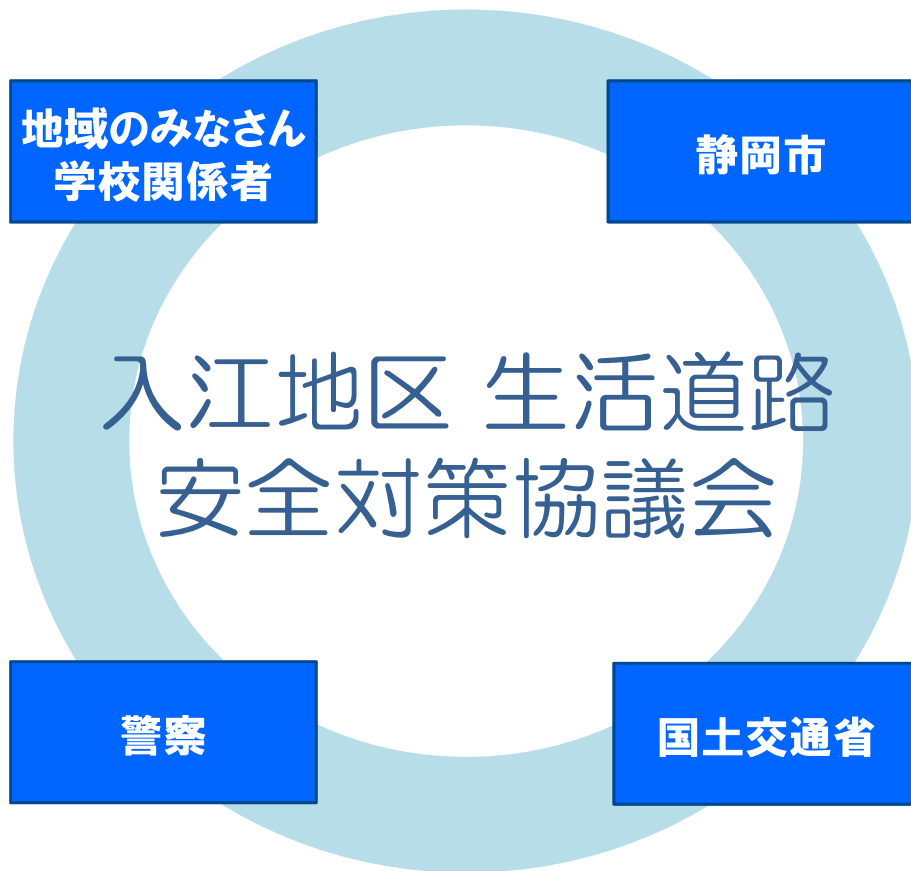 地域のみなさん
学校関係者
静岡市
入江地区 生活道路
安全対策協議会
警察
国土交通省